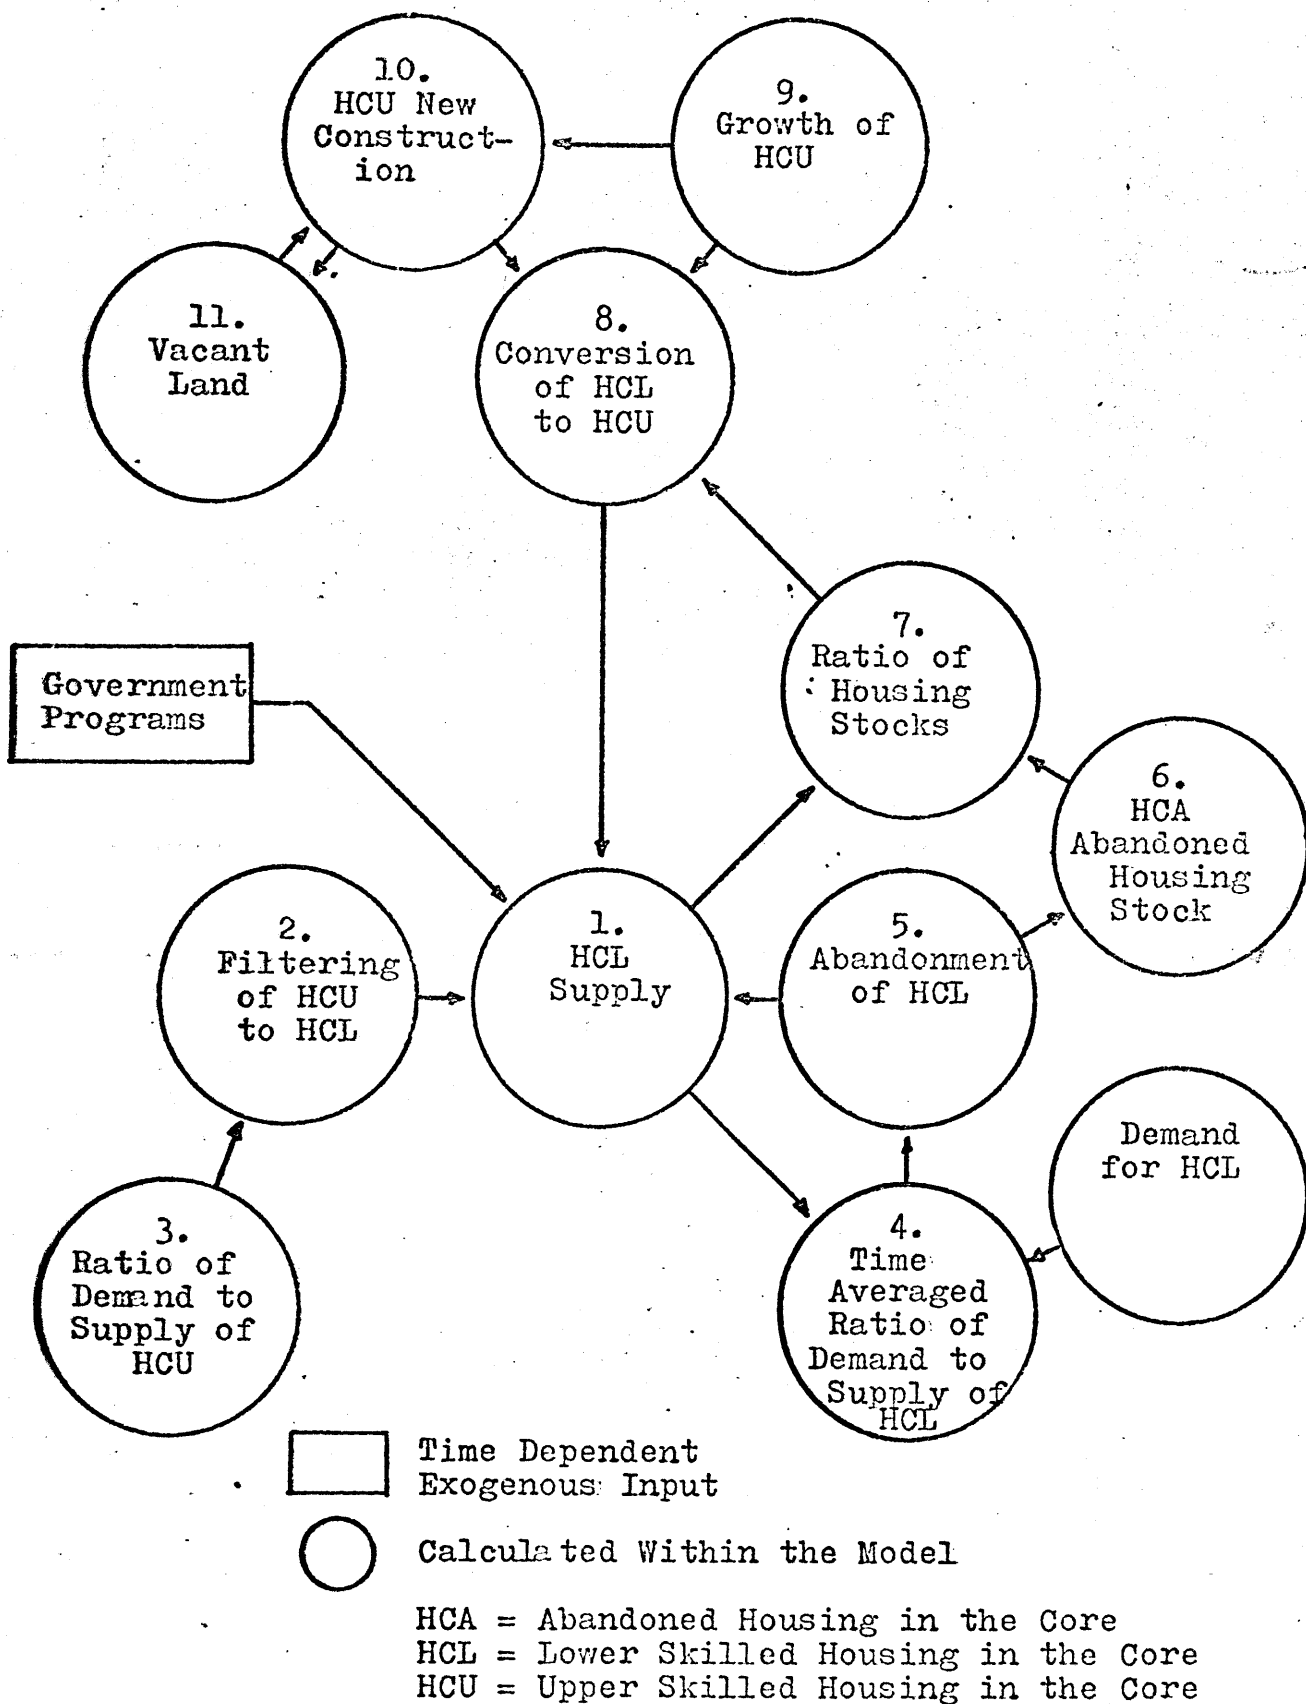 10.
HCU New
Construct-
ion
9.
Growth of
HCU
11.
Vacant
Land
8.
Conversion
of HCL
to HCU
7.
Ratio of
Housing
Stocks
Government
Programs
6.
HCA
Abandoned
Housing
Stock
2.
Filtering
of HCU
to HCL
1.
HCL
Supply
5.
Abandonment
of HCL
Demand
for HCL
3.
Ratio of
Demand to
Supply of
HCU
4.
Time
Averaged
Ratio of
Demand to
Supply of
HCL
Time Dependent
Exogenous Input
Calculated Within the Model
HCA = Abandoned Housing in the Core
HCL = Lower Skilled Housing in the Core
HCU = Upper Skilled Housing in the Core